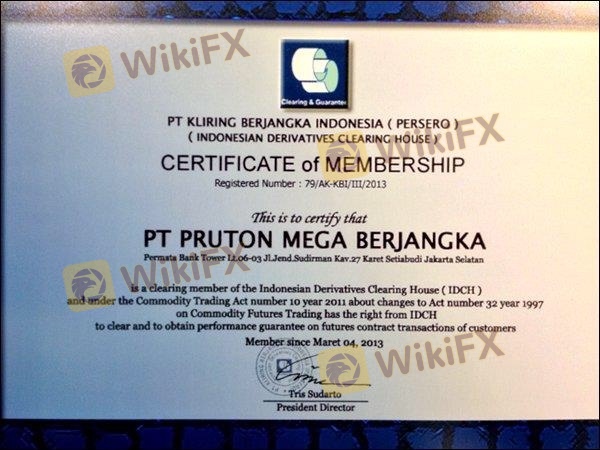 WikiFX
Clearing & Guarantee
PT KLIRING BERJANGKA INDONESIA ( PERSERO )
( INDONESIAN DERIVATIVES CLEARING HOUSE )
WikiFX
CERTIFICATE of MEMBERSHIP
Registered Number : 79/AK-KBI/III/2013
This is to certify that
PT PRUTON MEGA BERJANGKA
Permata Bank Tower Lt.06-03 Jl.Jend.Sudirman Kav.27 Karet Setiabudi Jakarta Selatan
WikiFX
is a clearing member of the Indonesian Derivatives Clearing House ( IDCH )
and under the Commodity Trading Act number 10 year 2011 about changes to Act number 32 year 1997
on Commodity Futures Trading has the right from IDCH
to clear and to obtain performance guarantee on futures contract transactions of customers
Member since Maret 04, 2013
WikiFX
Tris Sudarto
President Director